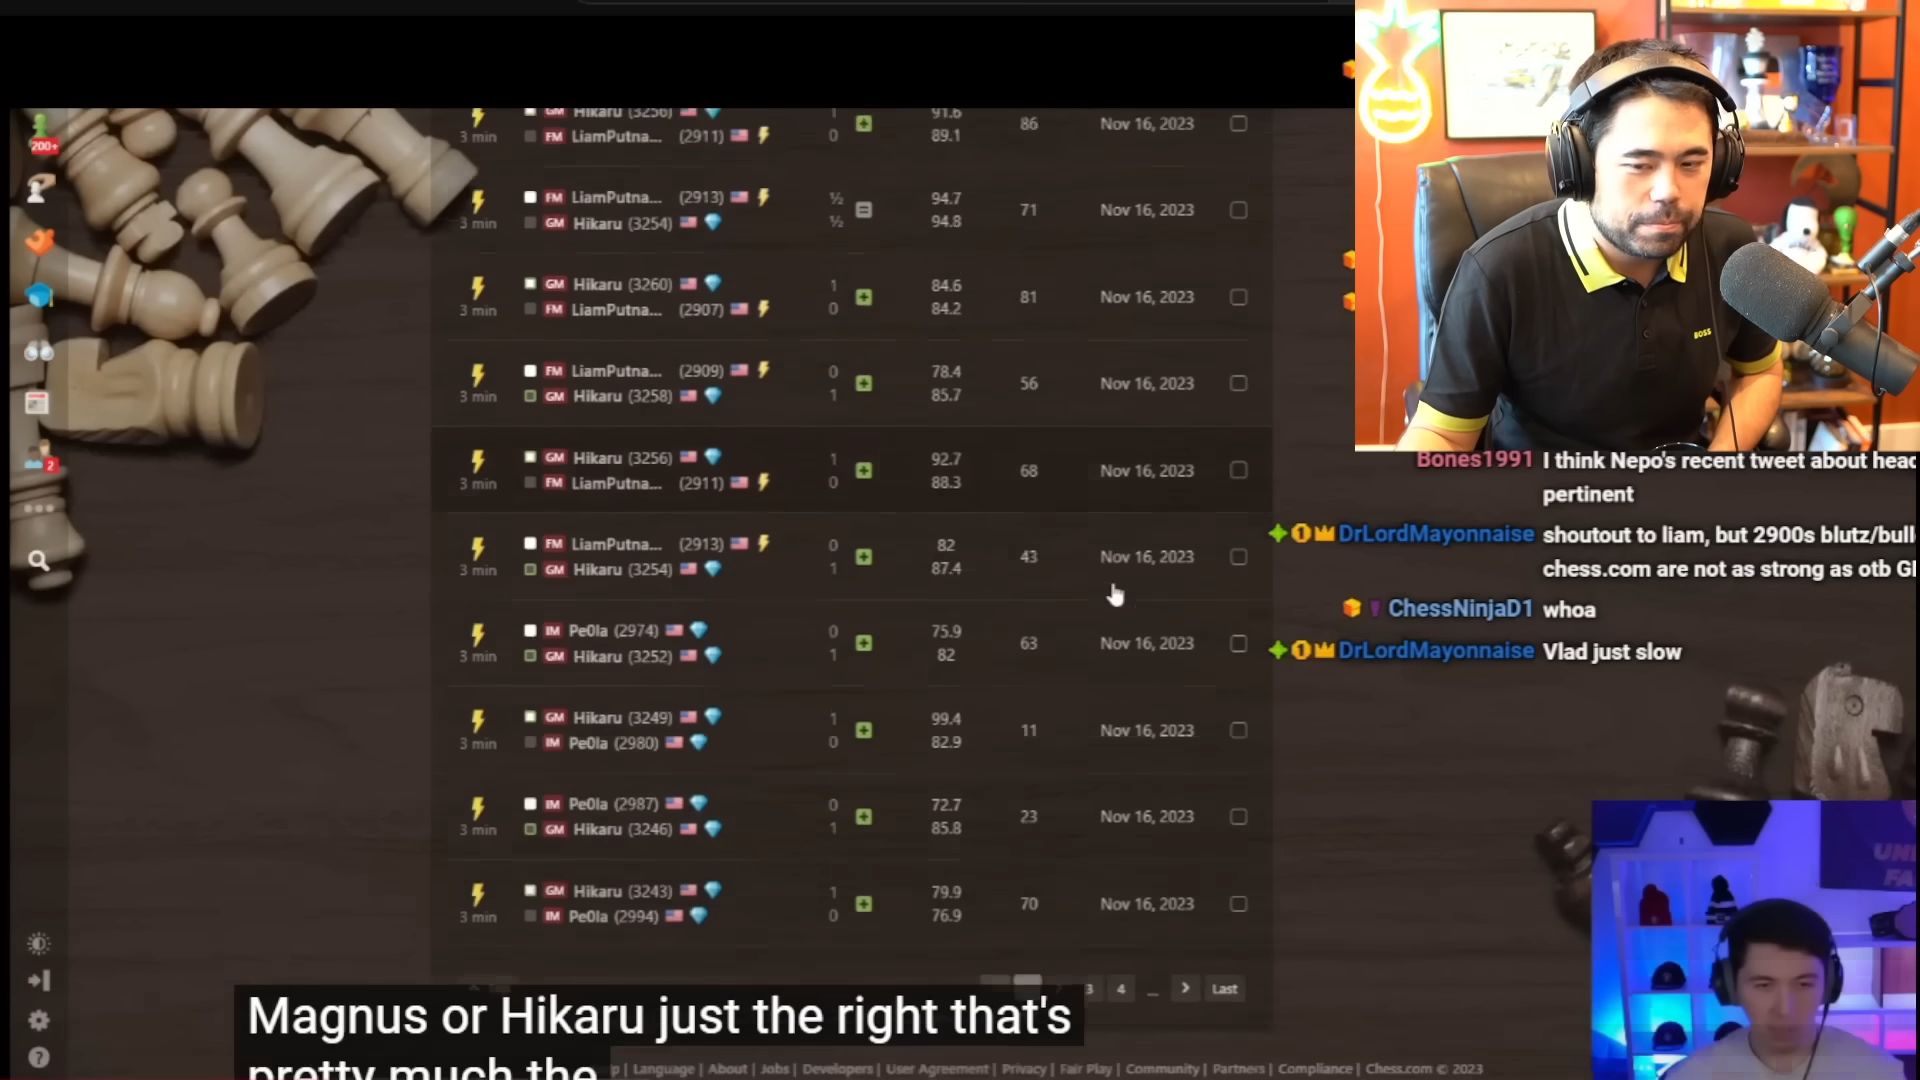 Hikaru (3256) 1 91.6
3 min FM LiamPutna... (2911) 0 89.1 86 Nov 16, 2023
200+
FM LiamPutna... (2913) ½ 94.7
3 min GM Hikaru (3254) ½ 94.8 71 Nov 16, 2023
GM Hikaru (3260) 1 84.6
3 min FM LiamPutna... (2907) 0 84.2 81 Nov 16, 2023
FM LiamPutna... (2909) 0 78.4
3 min GM Hikaru (3258) 1 85.7 56 Nov 16, 2023
GM Hikaru (3256) 1 92.7
3 min FM LiamPutna... (2911) 0 88.3 68 Nov 16, 2023
2
FM LiamPutna... (2913) 0 82
3 min GM Hikaru (3254) 1 87.4 43 Nov 16, 2023
IM Pe0la (2974) 0 75.9
3 min GM Hikaru (3252) 1 82 63 Nov 16, 2023
GM Hikaru (3249) 1 99.4
3 min IM Pe0la (2980) 0 82.9 11 Nov 16, 2023
IM Pe0la (2987) 0 72.7
3 min GM Hikaru (3246) 1 85.8 23 Nov 16, 2023
GM Hikaru (3243) 1 79.9
3 min IM Pe0la (2994) 0 76.9 70 Nov 16, 2023
3 4 ... > Last
BOSS
Bones1991 I think Nepo's recent tweet about
pertinent
DrLordMayonnaise shoutout to liam, but 2900s blutz/
chess.com are not as strong as otb
ChessNinjaD1 whoa
DrLordMayonnaise Vlad just slow
Magnus or Hikaru just the right that's
pretty much the
| Language | About | Jobs | Developers | User Agreement | Privacy | Fair Play | Community | Partners | Compliance | Chess.com © 2023